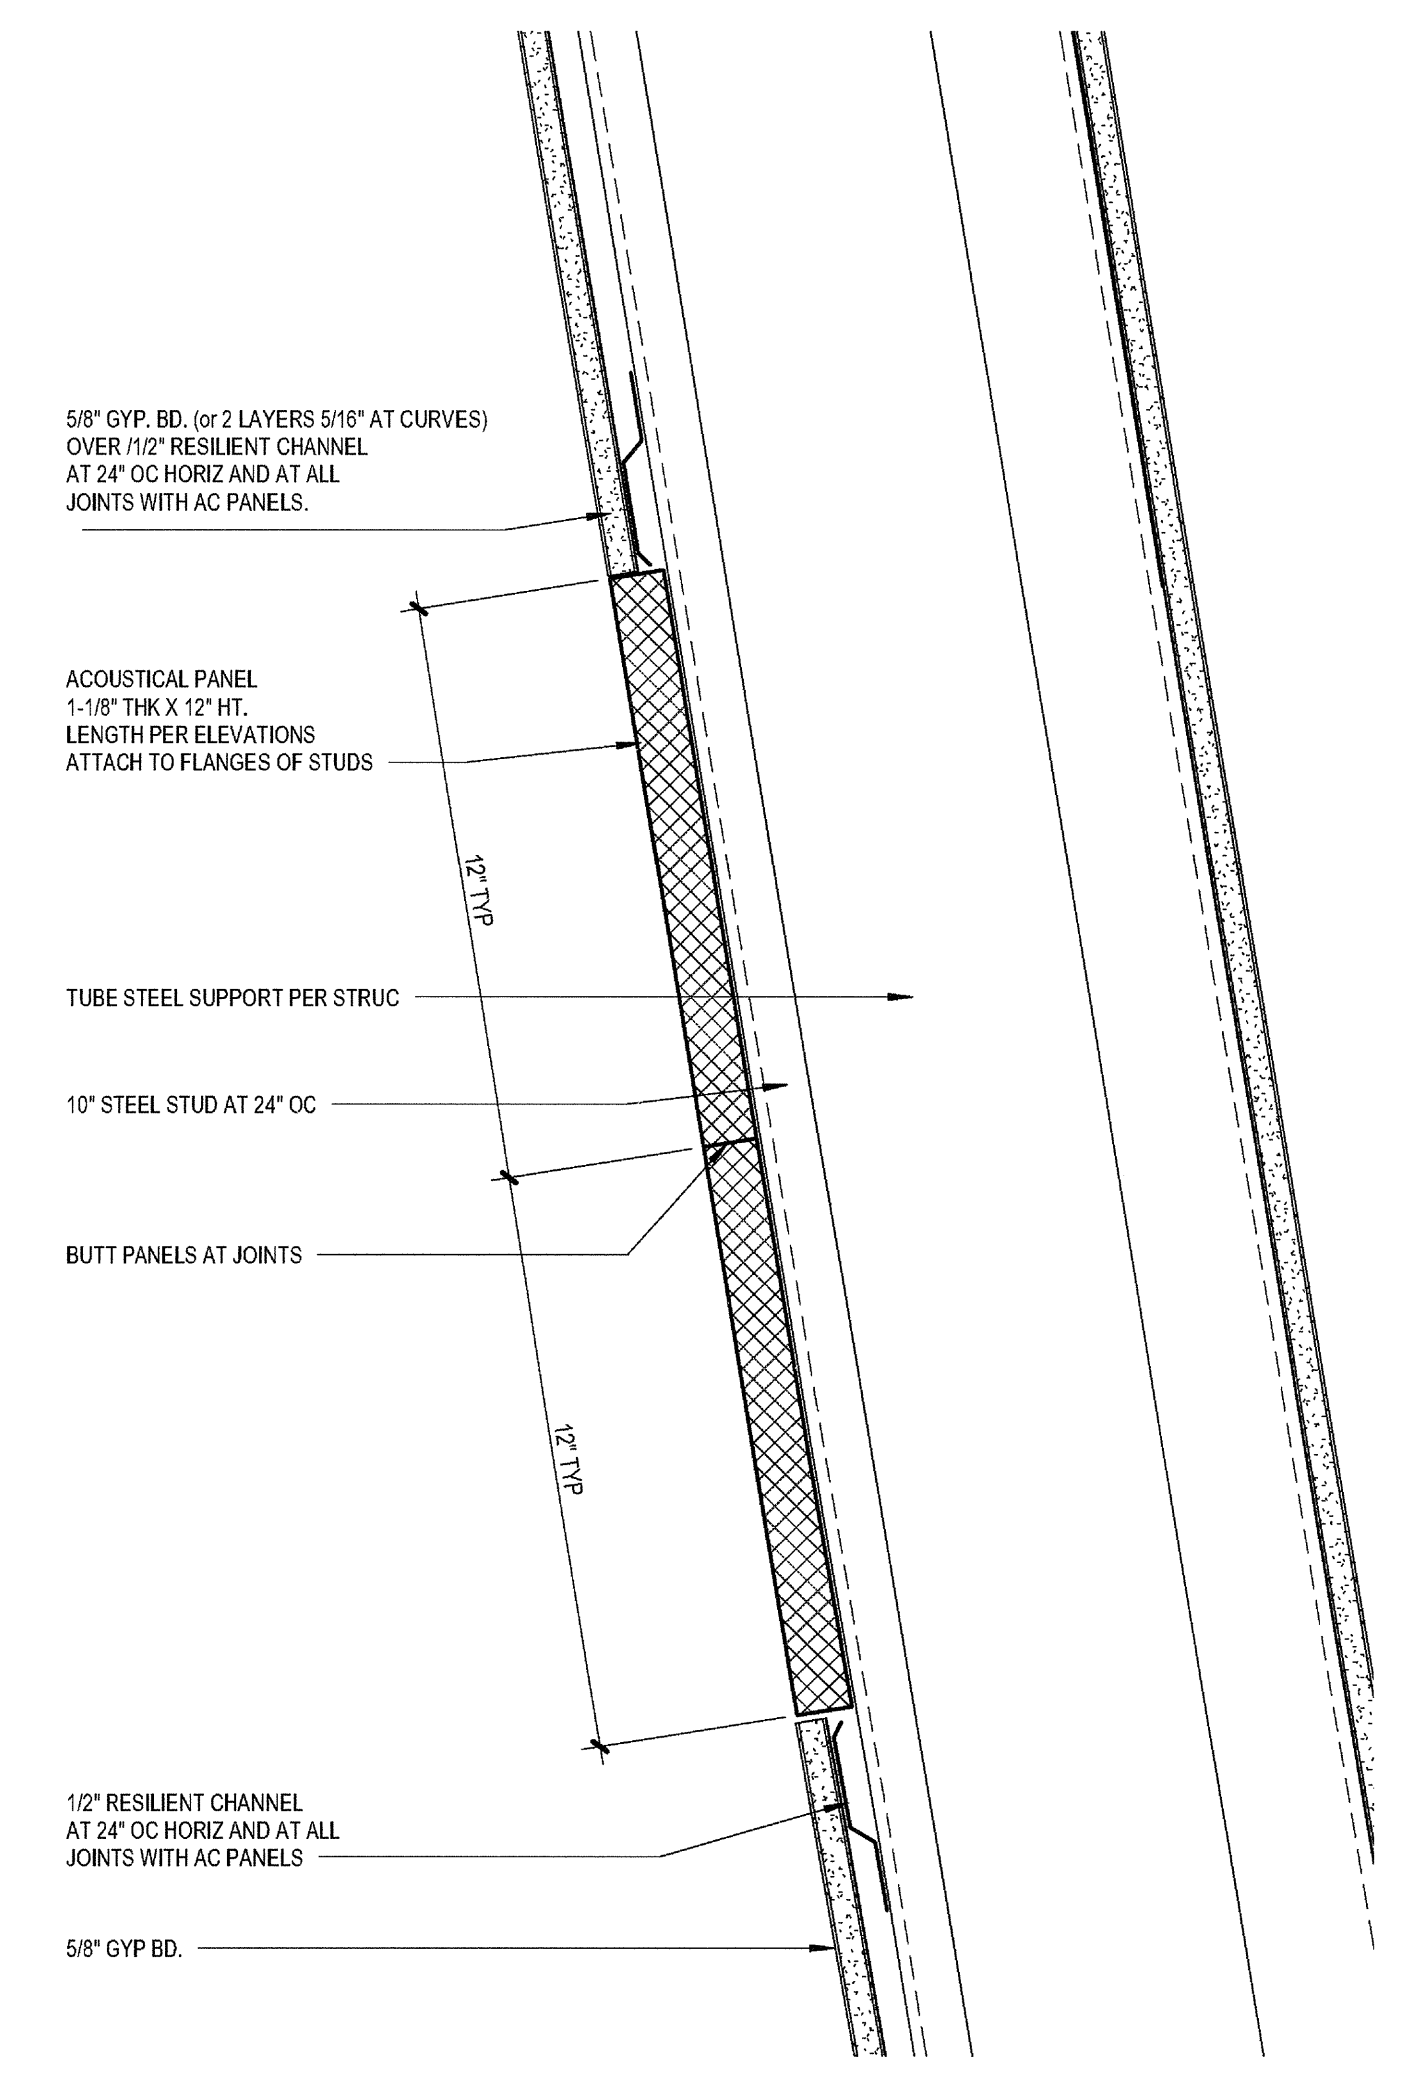 5/8" GYP. BD. (or 2 LAYERS 5/16" AT CURVES)
OVER /1/2" RESILIENT CHANNEL
AT 24" OC HORIZ AND AT ALL
JOINTS WITH AC PANELS.
ACOUSTICAL PANEL
1-1/8" THK X 12" HT.
LENGTH PER ELEVATIONS
ATTACH TO FLANGES OF STUDS
12" TYP
TUBE STEEL SUPPORT PER STRUC
10" STEEL STUD AT 24" OC
BUTT PANELS AT JOINTS
12" TYP
1/2" RESILIENT CHANNEL
AT 24" OC HORIZ AND AT ALL
JOINTS WITH AC PANELS
5/8" GYP BD.